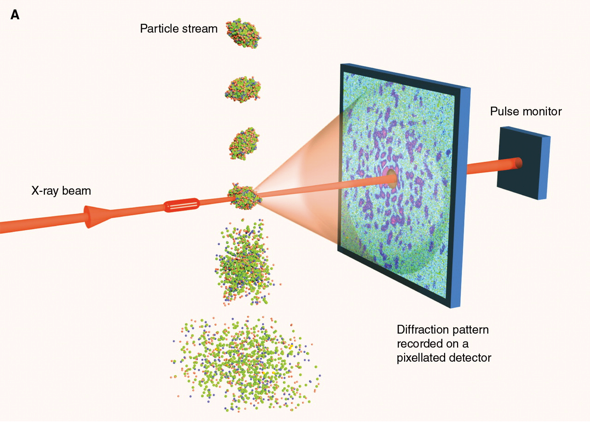 A
Particle stream
Pulse monitor
X-ray beam
Diffraction pattern
recorded on a
pixellated detector